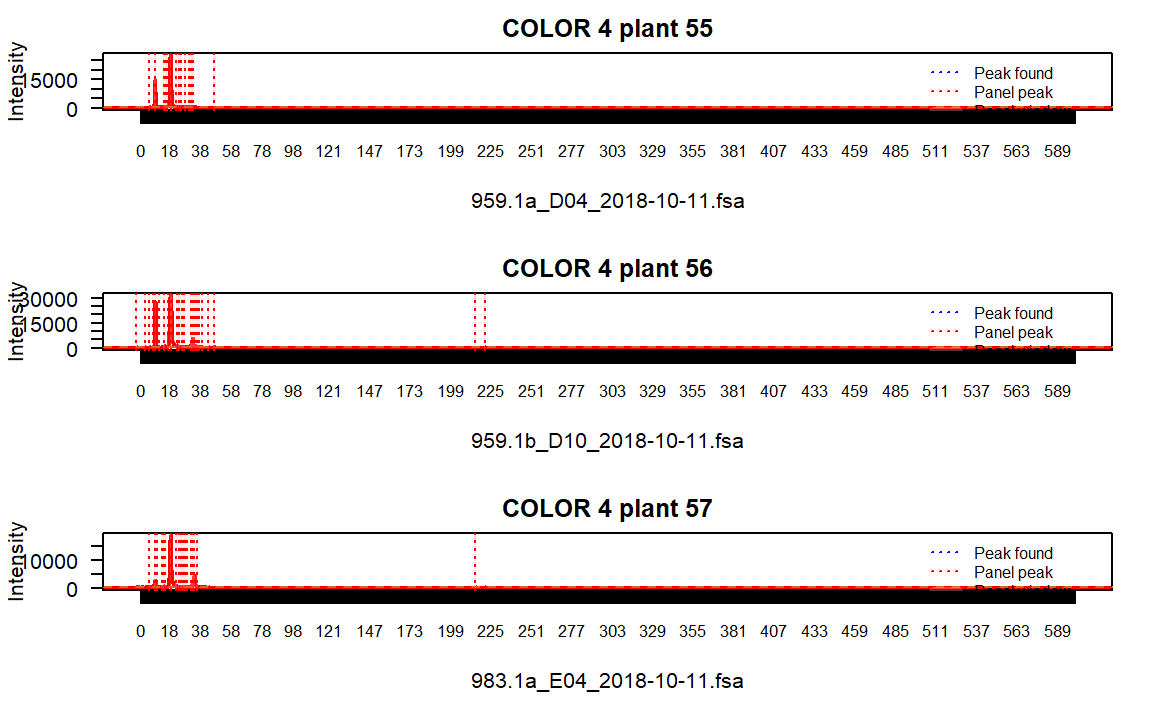 COLOR 4 plant 55
Intensity
15000
0
Peak found
Panel peak
0 18 38 58 78 98 121 147 173 199 225 251 277 303 329 355 381 407 433 459 485 511 537 563 589
959.1a_D04_2018-10-11.fsa
COLOR 4 plant 56
Intensity
30000
15000
0
Peak found
Panel peak
0 18 38 58 78 98 121 147 173 199 225 251 277 303 329 355 381 407 433 459 485 511 537 563 589
959.1b_D10_2018-10-11.fsa
COLOR 4 plant 57
Intensity
10000
0
Peak found
Panel peak
0 18 38 58 78 98 121 147 173 199 225 251 277 303 329 355 381 407 433 459 485 511 537 563 589
983.1a_E04_2018-10-11.fsa